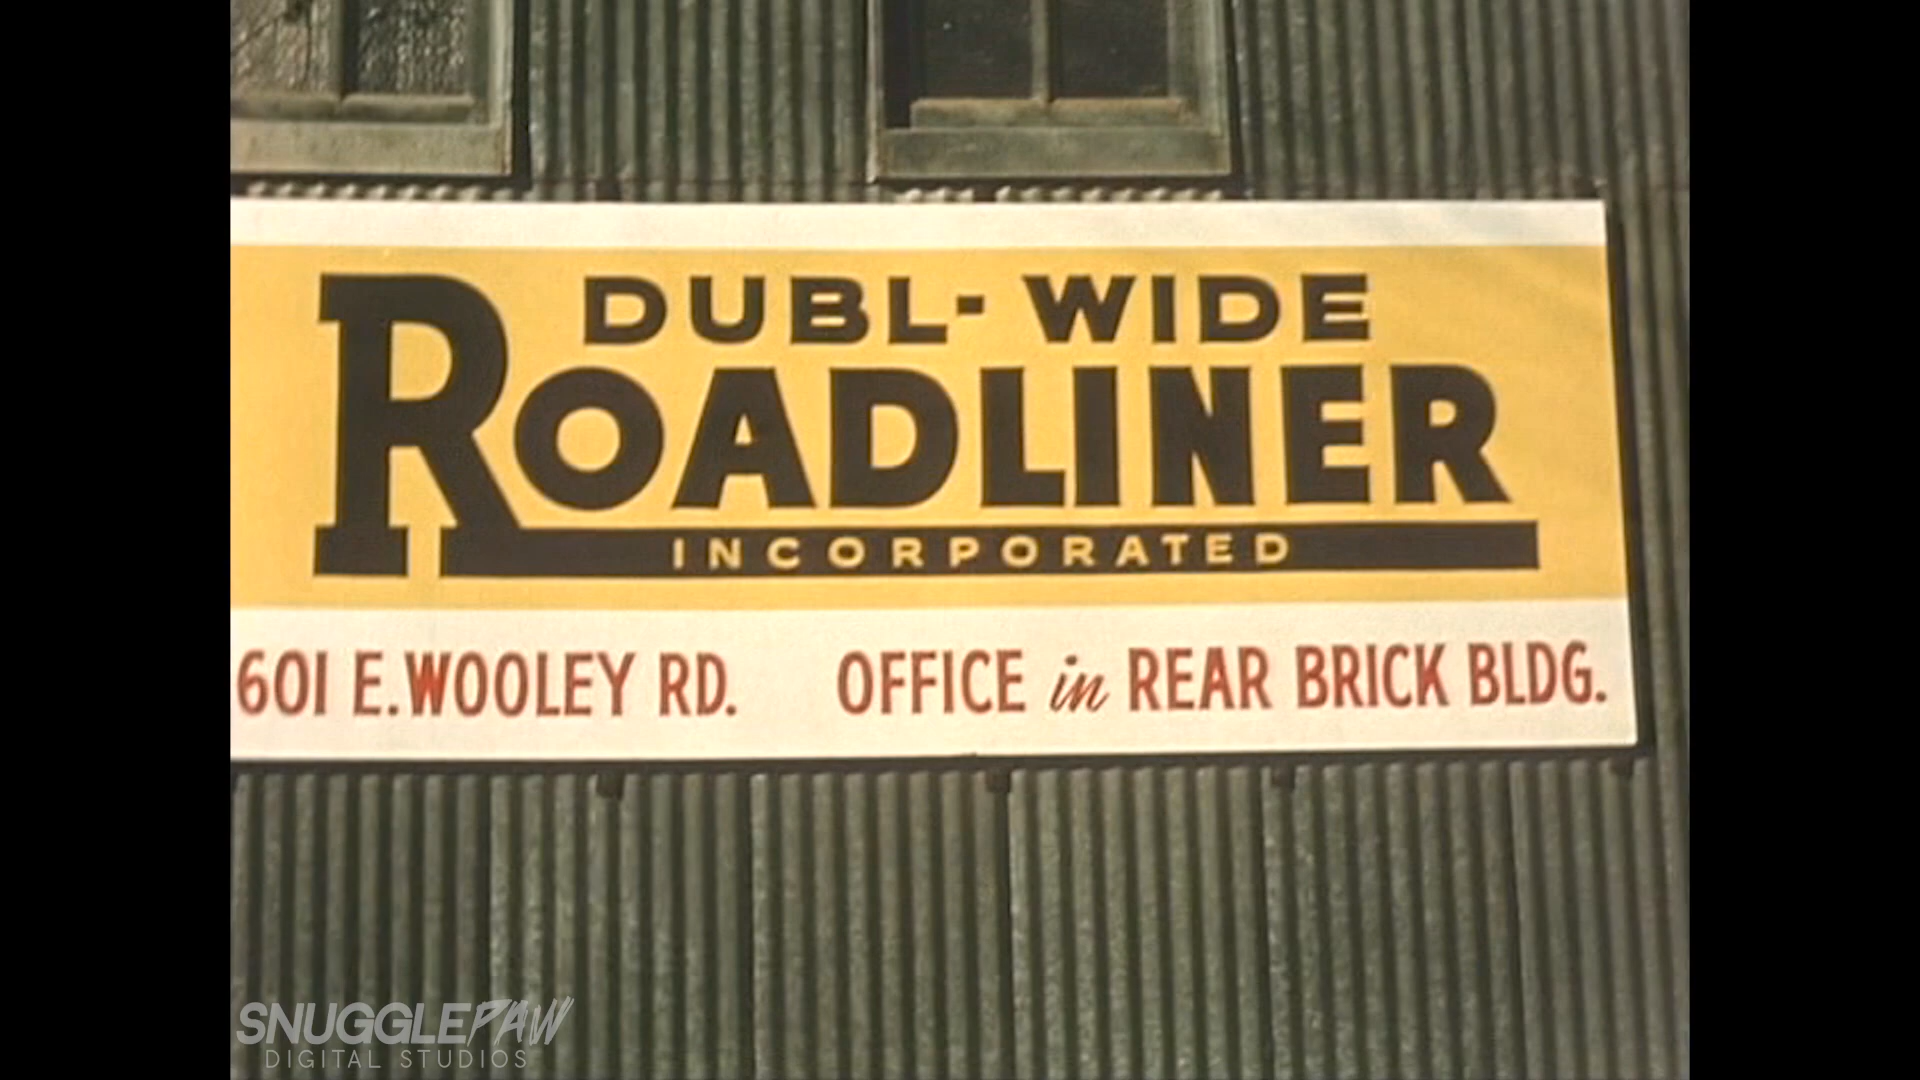 DUBL-WIDE
ROADLINER
INCORPORATED
601 E. WOOLEY RD. OFFICE in REAR BRICK BLDG.
SNUGGLEPAW
DIGITAL STUDIOS